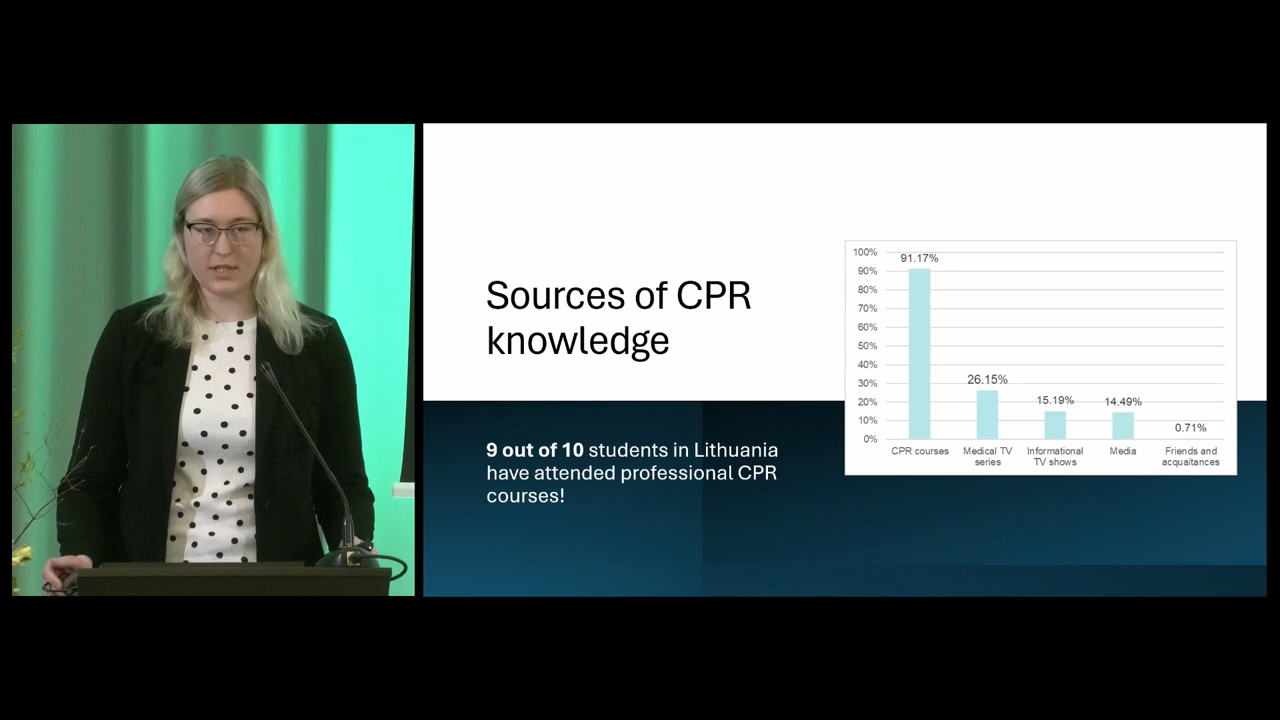 Sources of CPR
knowledge
9 out of 10 students in Lithuania
have attended professional CPR
courses!
100%
90%
80%
70%
60%
50%
40%
30%
20%
10%
0%
91.17%
26.15%
15.19%
14.49%
0.71%
CPR courses
Medical TV
series
Informational
TV shows
Media
Friends and
acquaitances